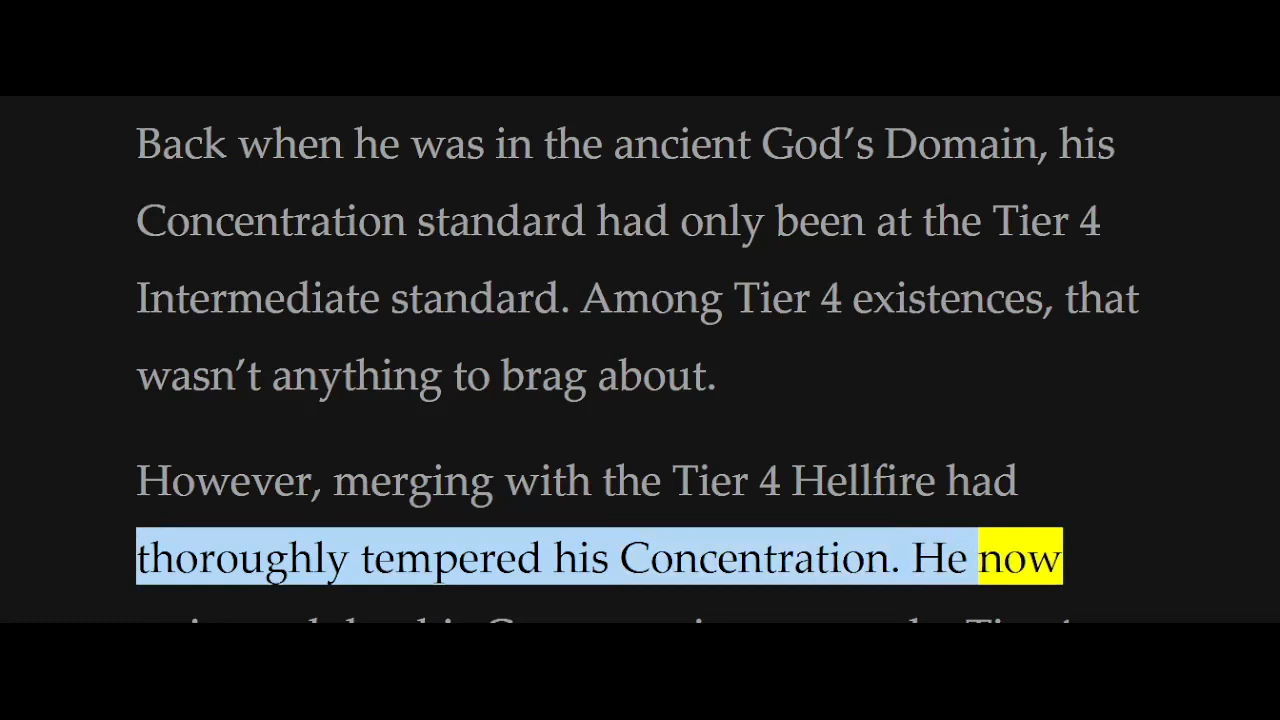 Back when he was in the ancient God’s Domain, his
Concentration standard had only been at the Tier 4
Intermediate standard. Among Tier 4 existences, that
wasn’t anything to brag about.
However, merging with the Tier 4 Hellfire had
thoroughly tempered his Concentration. He now